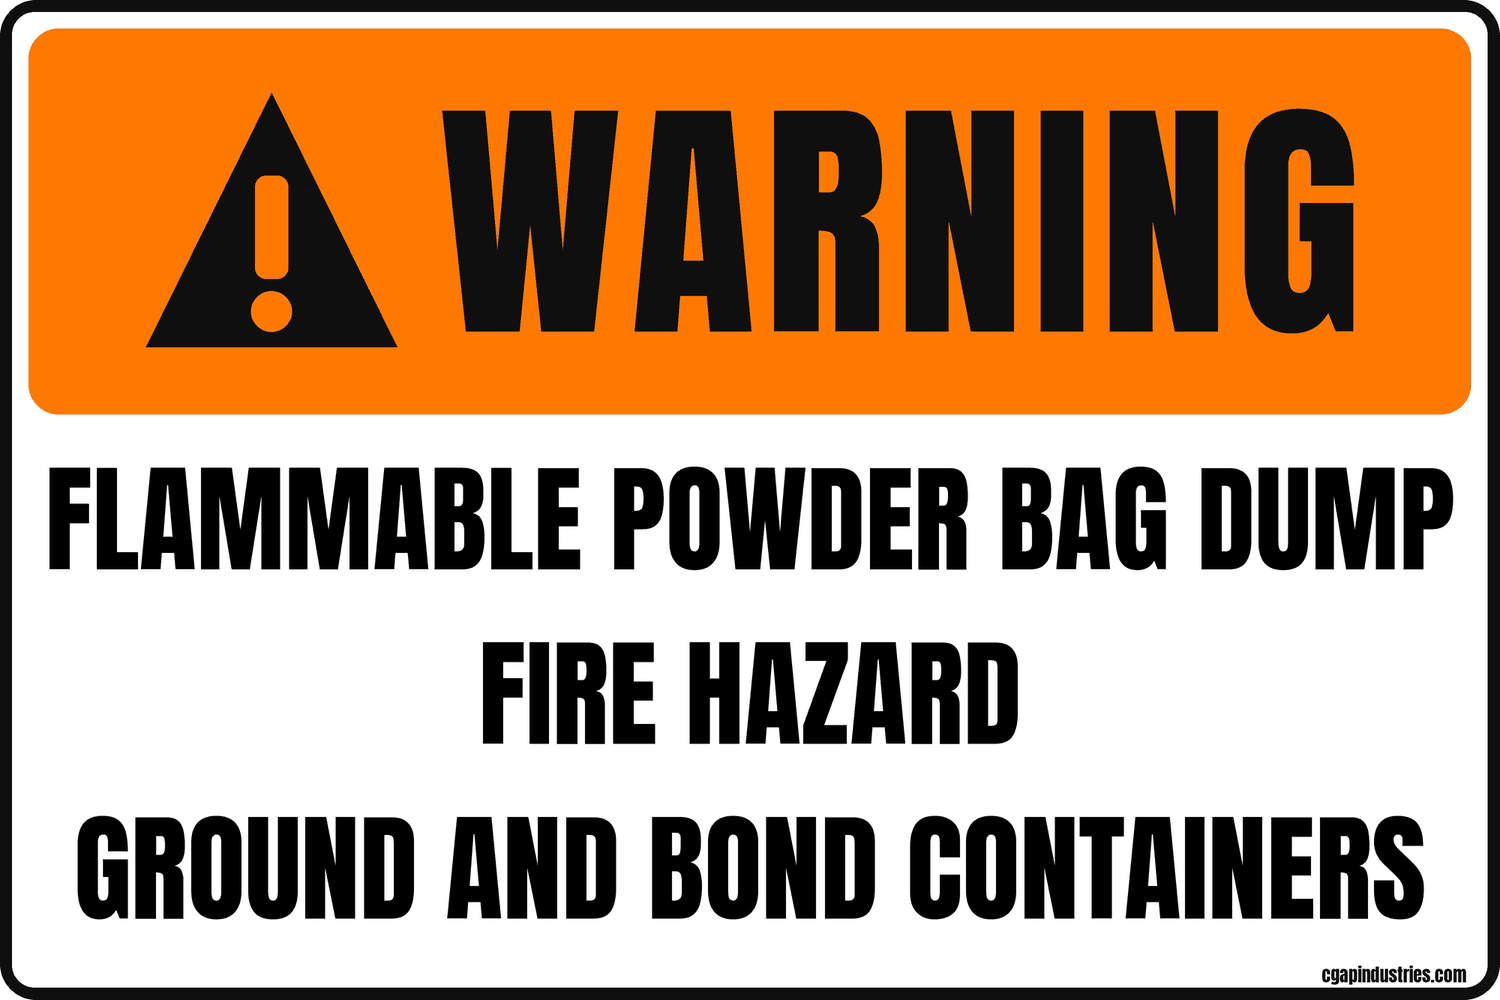 WARNING
FLAMMABLE POWDER BAG DUMP
FIRE HAZARD
GROUND AND BOND CONTAINERS
cgapindustries.com